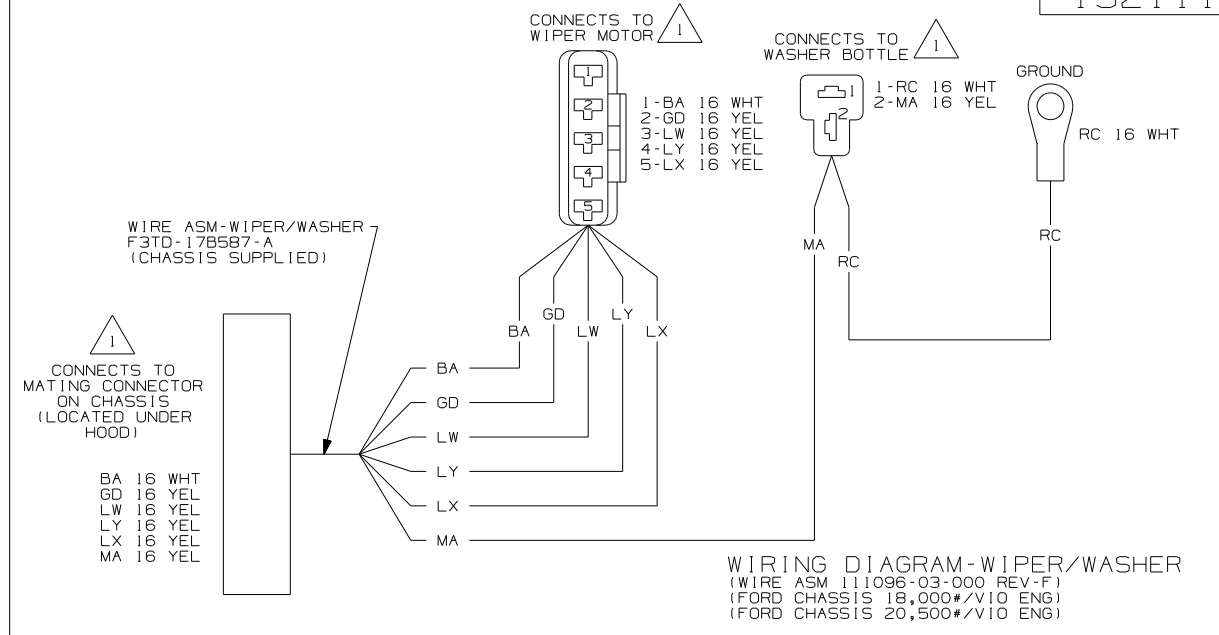 CONNECTS TO
WIPER MOTOR
1
1
2
3
4
5
1-BA 16 WHT
2-GD 16 YEL
3-LW 16 YEL
4-LY 16 YEL
5-LX 16 YEL
CONNECTS TO
WASHER BOTTLE
1
1
2
1-RC 16 WHT
2-MA 16 YEL
GROUND
RC 16 WHT
WIRE ASM-WIPER/WASHER
F3TD-17B587-A
(CHASSIS SUPPLIED)
MA
RC
RC
BA
GD
LW
LY
LX
1
CONNECTS TO
MATING CONNECTOR
ON CHASSIS
(LOCATED UNDER
HOOD)
BA 16 WHT
GD 16 YEL
LW 16 YEL
LY 16 YEL
LX 16 YEL
MA 16 YEL
BA
GD
LW
LY
LX
MA
WIRING DIAGRAM-WIPER/WASHER
(WIRE ASM 111096-03-000 REV-F)
(FORD CHASSIS 18,000#/V10 ENG)
(FORD CHASSIS 20,500#/V10 ENG)